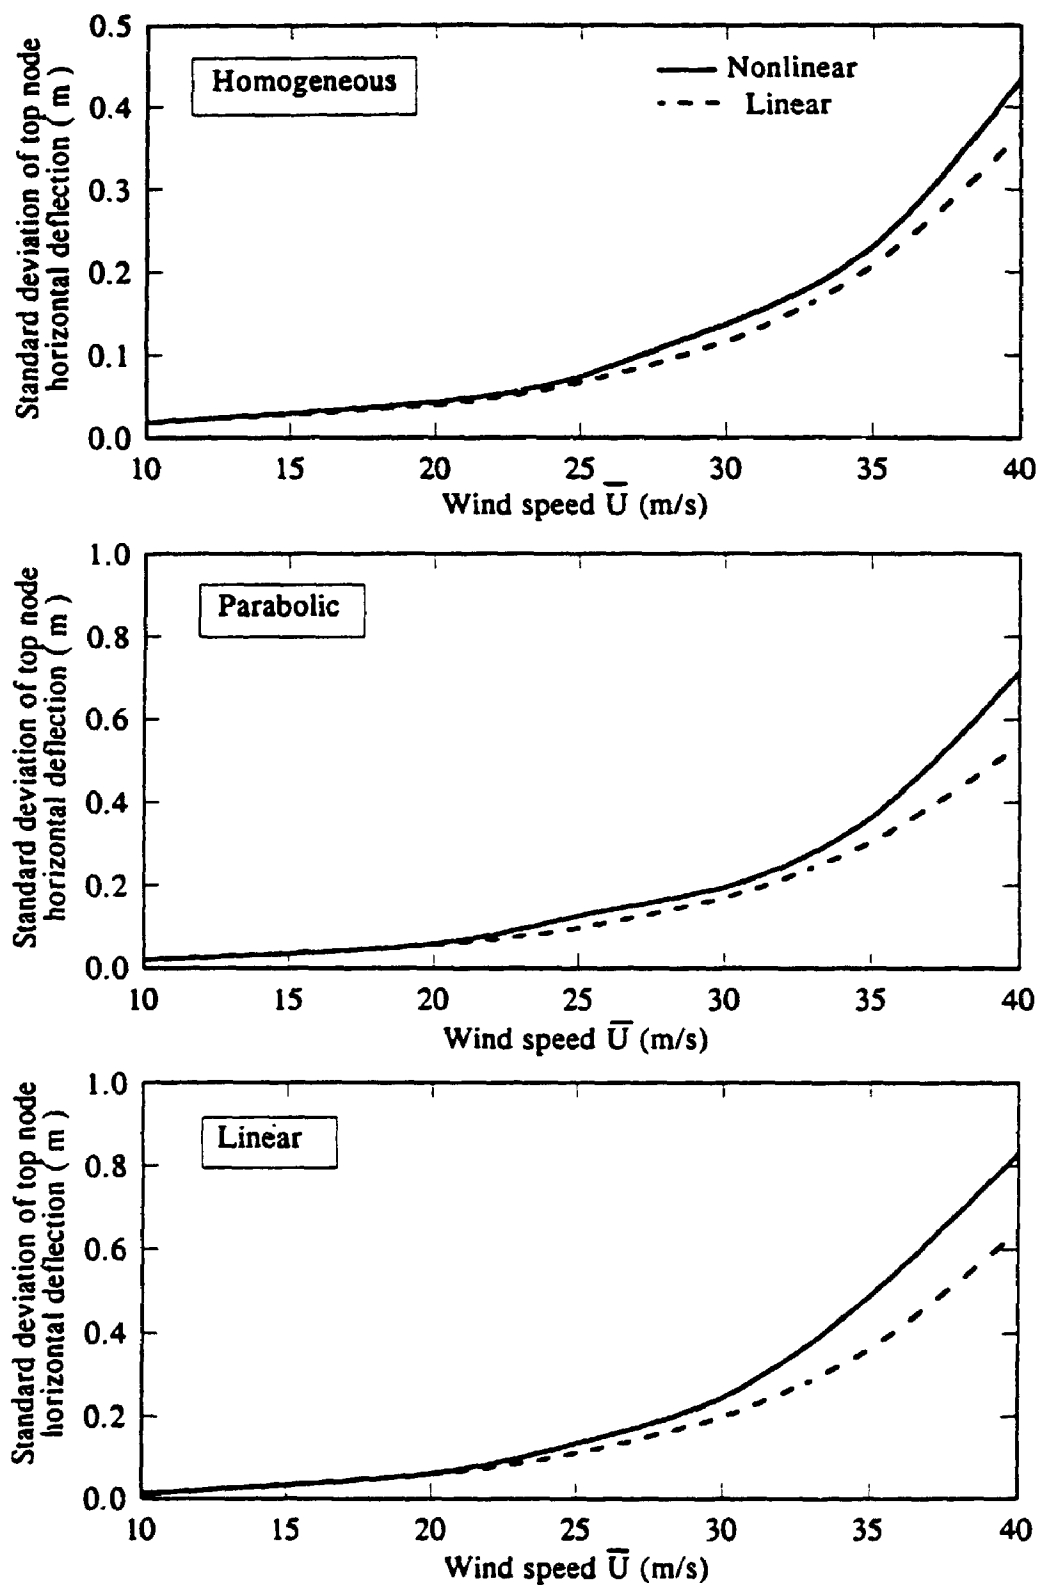 Standard deviation of top node
horizontal deflection ( m )
0.5
0.4
0.3
0.2
0.1
0.0
Homogeneous
Nonlinear
Linear
10 15 20 25 30 35 40
Wind speed U̅ (m/s)
Standard deviation of top node
horizontal deflection ( m )
1.0
0.8
0.6
0.4
0.2
0.0
Parabolic
10 15 20 25 30 35 40
Wind speed U̅ (m/s)
Standard deviation of top node
horizontal deflection ( m )
1.0
0.8
0.6
0.4
0.2
0.0
Linear
10 15 20 25 30 35 40
Wind speed U̅ (m/s)